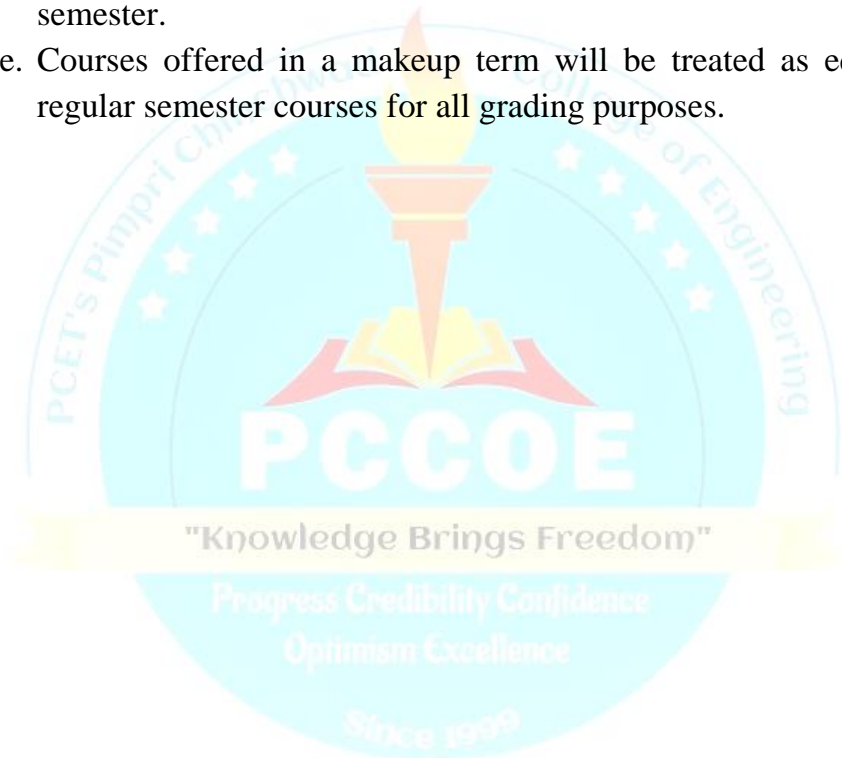 semester.
e. Courses offered in a makeup term will be treated as
regular semester courses for all grading purposes.
PCET's Pimpri Chinchwad College of Engineering
PCCOE
"Knowledge Brings Freedom"
Progress Credibility Confidence
Optimism Excellence
Since 1999